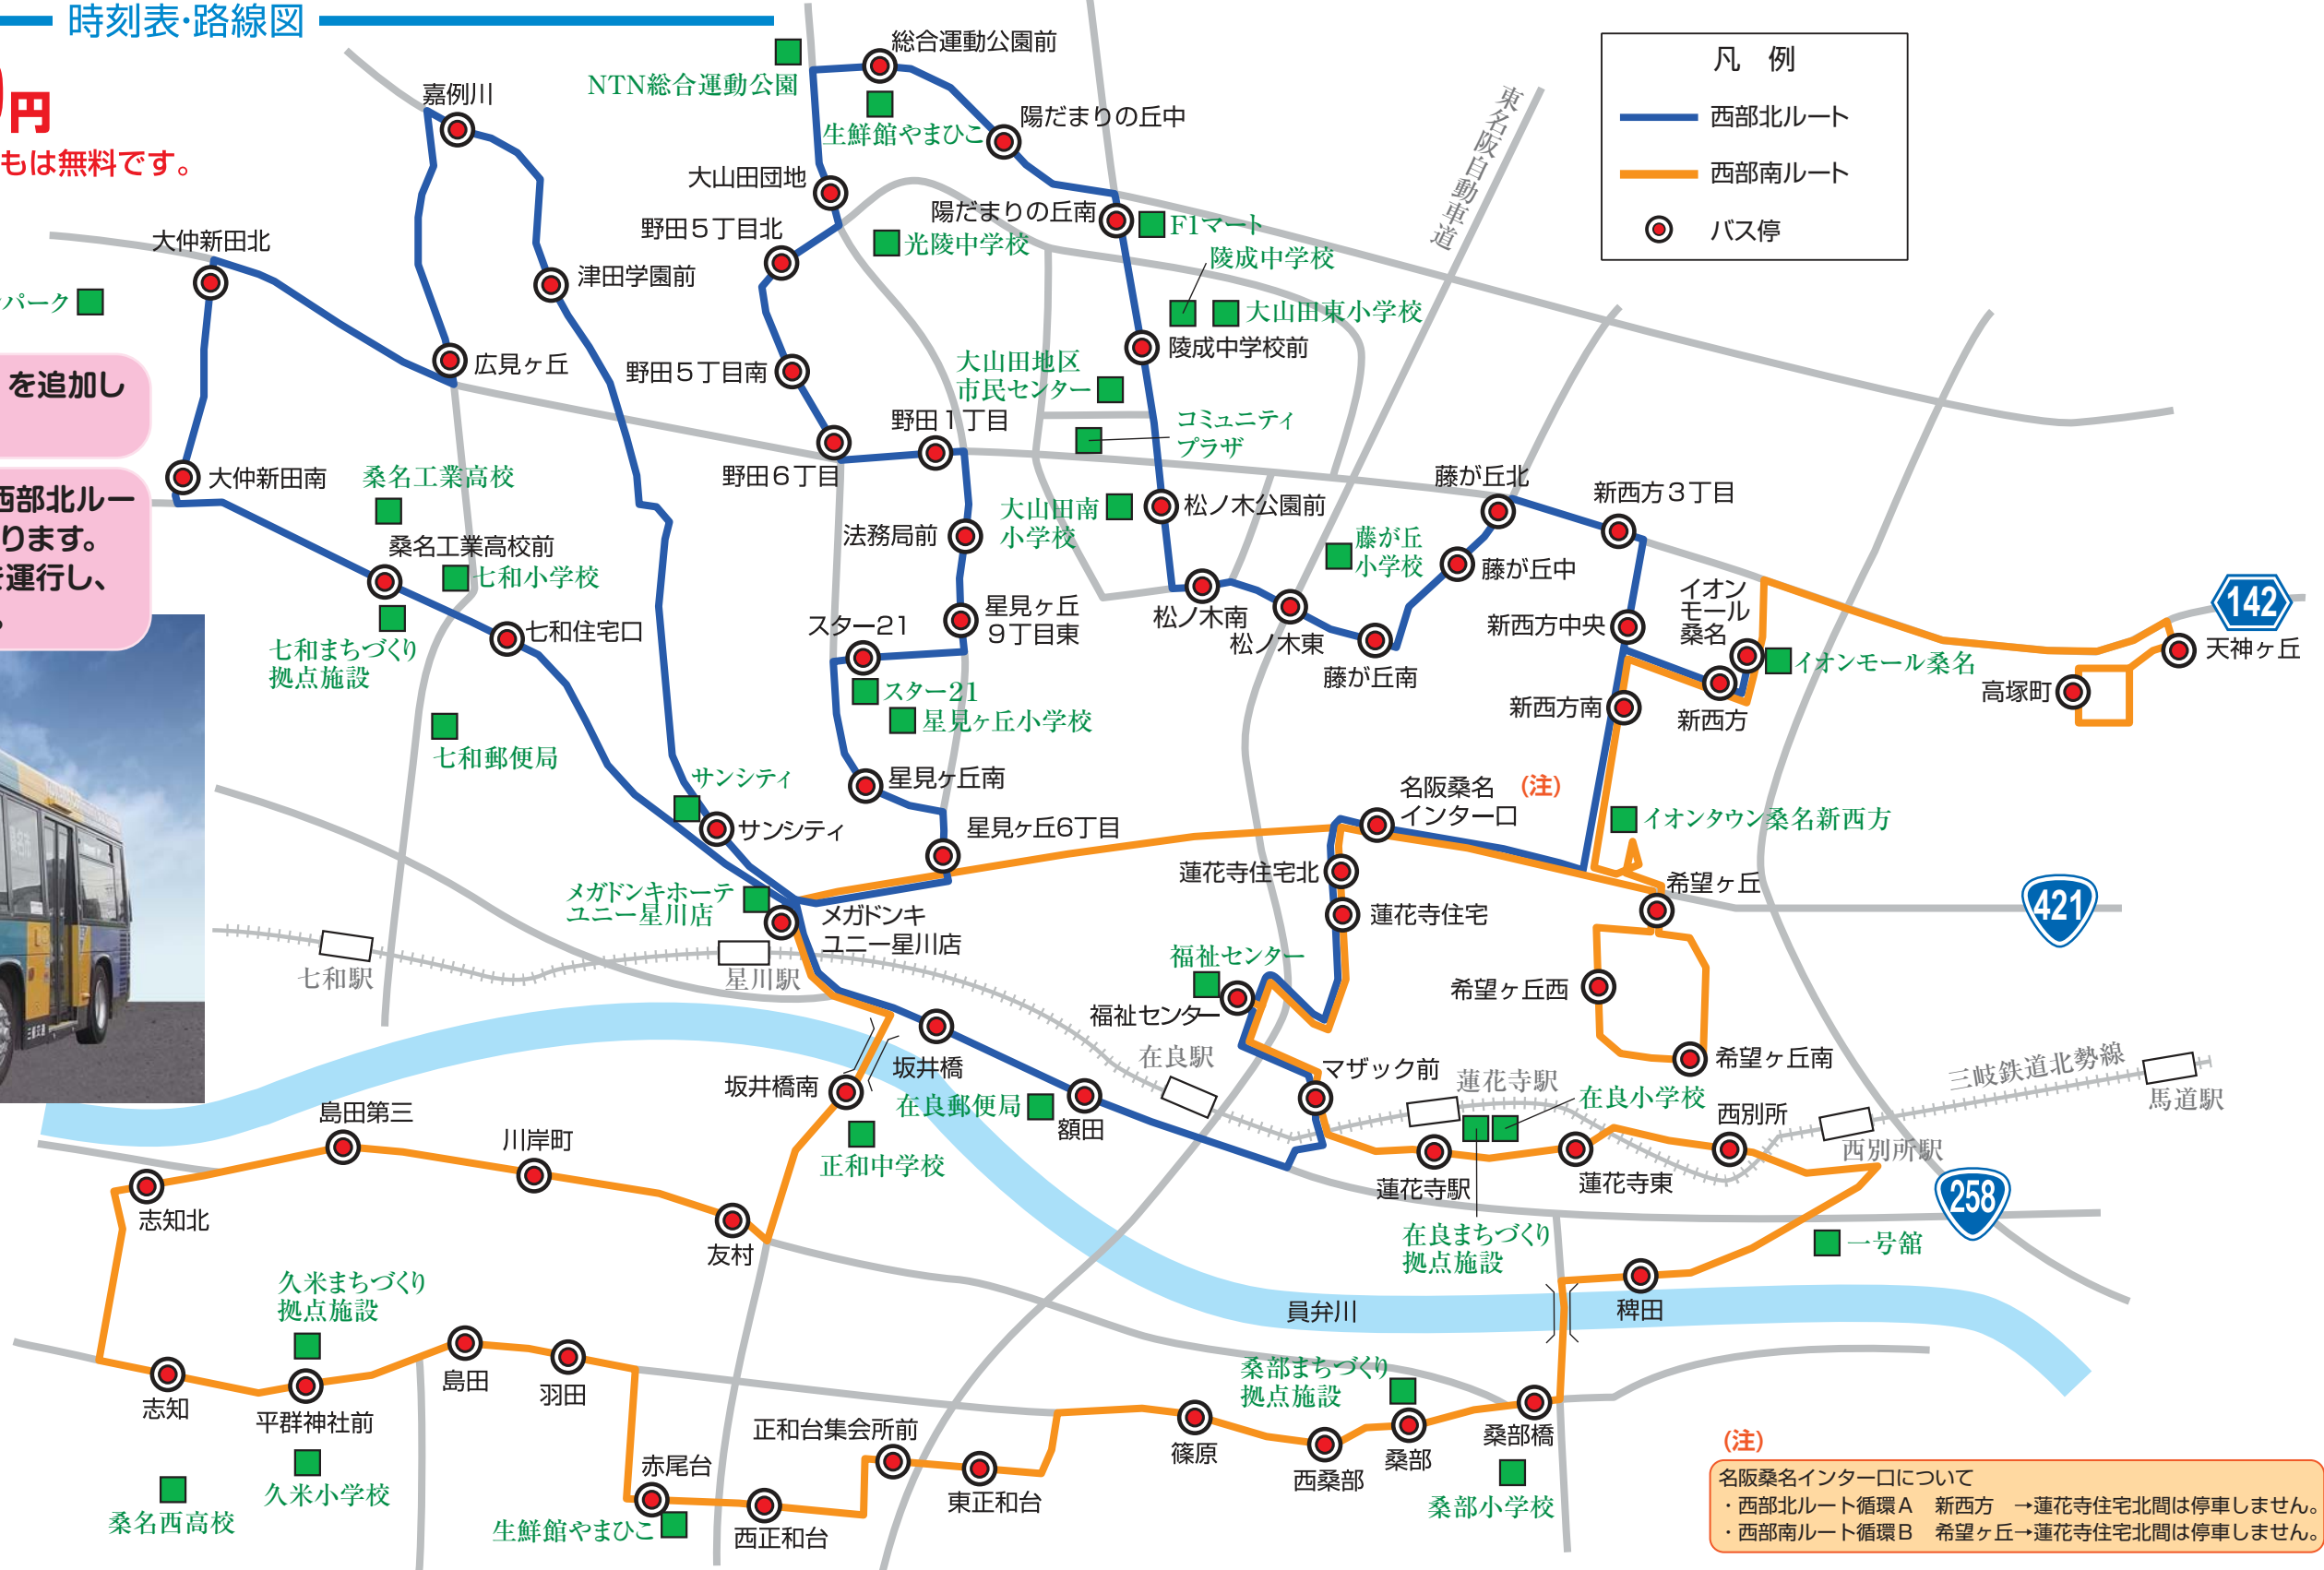 時刻表・路線図
円
もは無料です。
パーク
を追加し
西部北ルー
ります。
を運行し、
凡 例
西部北ルート
西部南ルート
バス停
嘉例川
大仲新田北
津田学園前
広見ヶ丘
大仲新田南
桑名工業高校
桑名工業高校前
七和小学校
七和まちづくり
拠点施設
七和住宅口
七和郵便局
サンシティ
サンシティ
NTN総合運動公園
総合運動公園前
生鮮館やまひこ
陽だまりの丘中
大山田団地
野田５丁目北
光陵中学校
陽だまりの丘南
F1マート
陵成中学校
大山田東小学校
陵成中学校前
野田５丁目南
大山田地区
市民センター
コミュニティ
プラザ
野田１丁目
野田６丁目
法務局前
大山田南
小学校
松ノ木公園前
星見ヶ丘
９丁目東
スター21
スター21
星見ヶ丘小学校
星見ヶ丘南
星見ヶ丘6丁目
松ノ木南
松ノ木東
東名阪自動車道
藤が丘
小学校
藤が丘北
藤が丘中
藤が丘南
新西方３丁目
新西方中央
イオン
モール
桑名
イオンモール桑名
新西方
新西方南
142
天神ヶ丘
高塚町
名阪桑名
インター口
(注)
イオンタウン桑名新西方
希望ヶ丘
421
希望ヶ丘西
希望ヶ丘南
蓮花寺住宅北
蓮花寺住宅
メガドンキホーテ
ユニー星川店
メガドンキ
ユニー星川店
七和駅
星川駅
福祉センター
福祉センター
在良駅
マザック前
蓮花寺駅
在良小学校
三岐鉄道北勢線
馬道駅
西別所
西別所駅
蓮花寺駅
蓮花寺東
在良まちづくり
拠点施設
258
一号舘
坂井橋
坂井橋南
在良郵便局
額田
正和中学校
島田第三
川岸町
志知北
友村
久米まちづくり
拠点施設
志知
平群神社前
島田
羽田
久米小学校
桑名西高校
赤尾台
生鮮館やまひこ
西正和台
正和台集会所前
東正和台
員弁川
稗田
桑部まちづくり
拠点施設
篠原
西桑部
桑部
桑部橋
桑部小学校
(注)
名阪桑名インター口について
・西部北ルート循環Ａ 新西方 →蓮花寺住宅北間は停車しません。
・西部南ルート循環Ｂ 希望ヶ丘→蓮花寺住宅北間は停車しません。